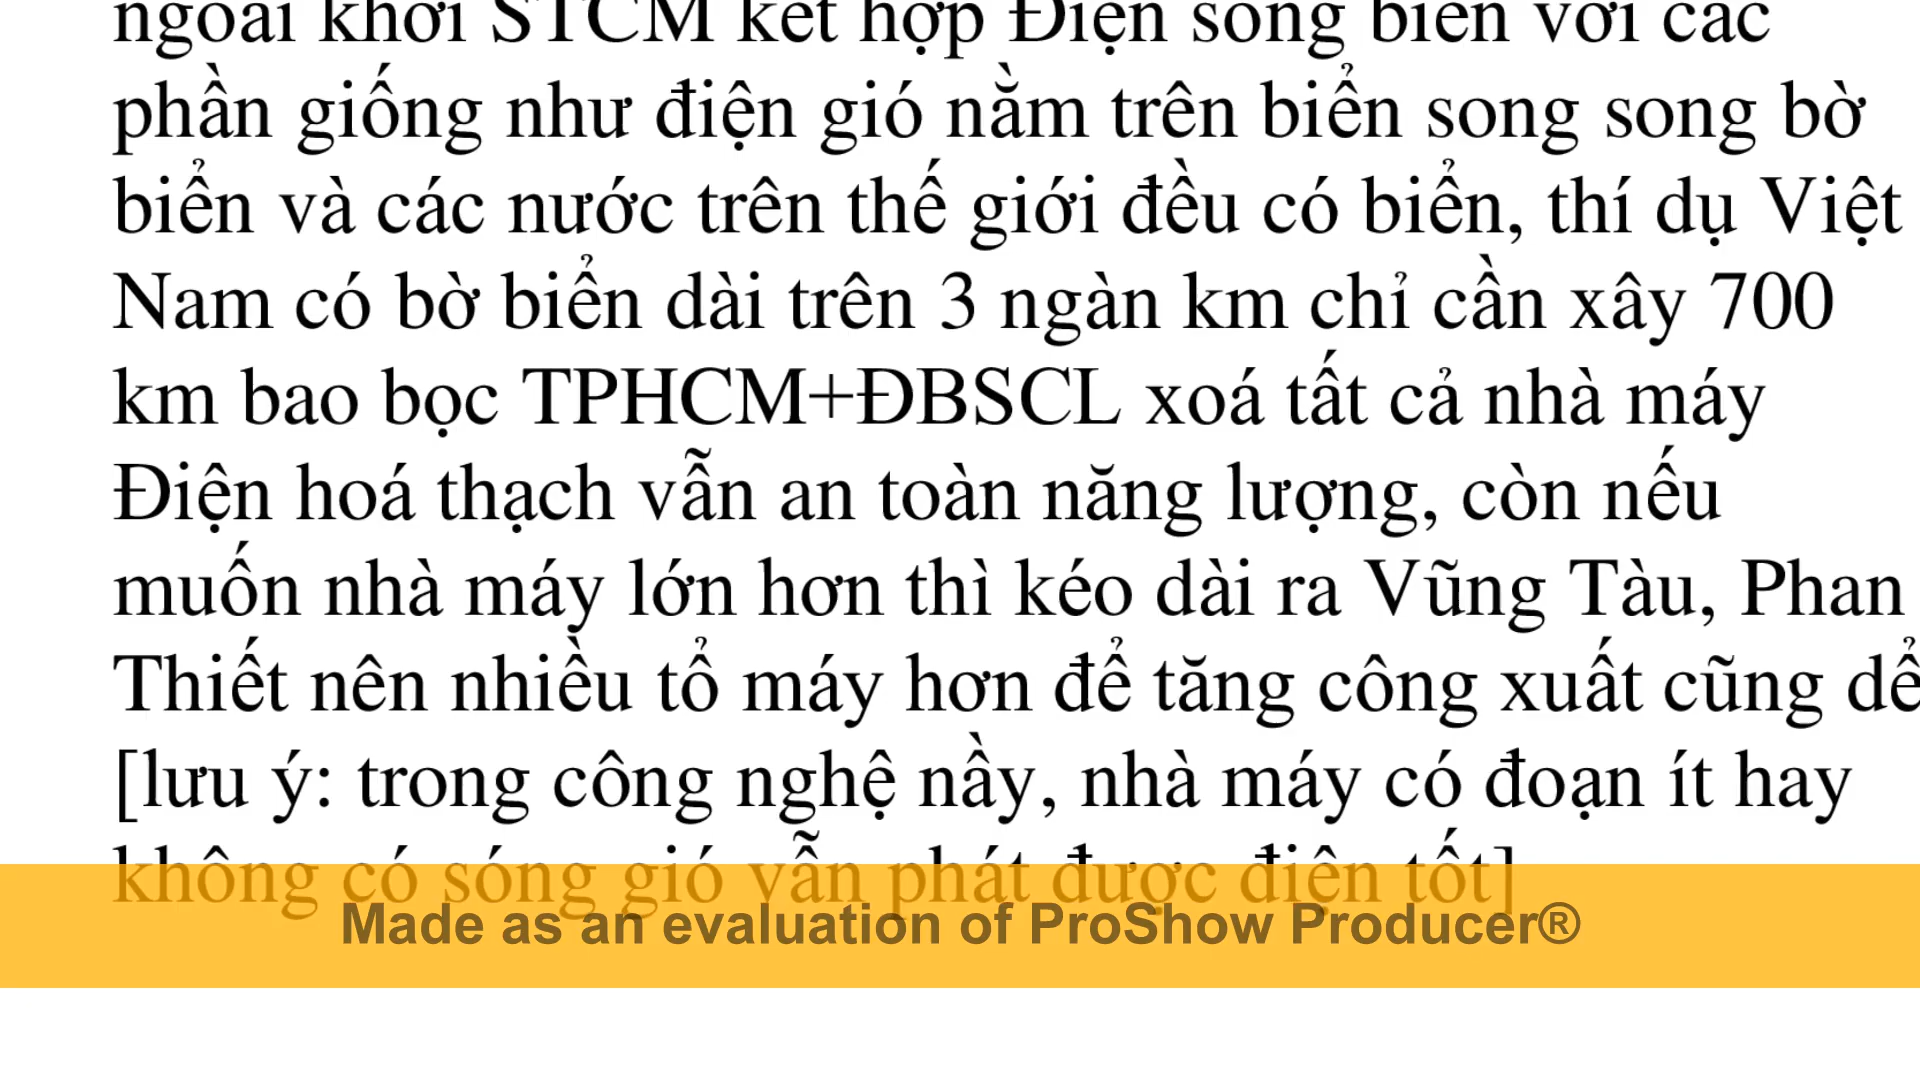 ngoài khơi STCM kết hợp Điện sóng biển với các
phần giống như điện gió nằm trên biển song song bờ
biển và các nước trên thế giới đều có biển, thí dụ Việt
Nam có bờ biển dài trên 3 ngàn km chỉ cần xây 700
km bao bọc TPHCM+ĐBSCL xoá tất cả nhà máy
Điện hoá thạch vẫn an toàn năng lượng, còn nếu
muốn nhà máy lớn hơn thì kéo dài ra Vũng Tàu, Phan
Thiết nên nhiều tổ máy hơn để tăng công xuất cũng dể
[lưu ý: trong công nghệ nầy, nhà máy có đoạn ít hay
không có sóng gió vẫn phát được điện tốt]
Made as an evaluation of ProShow Producer®